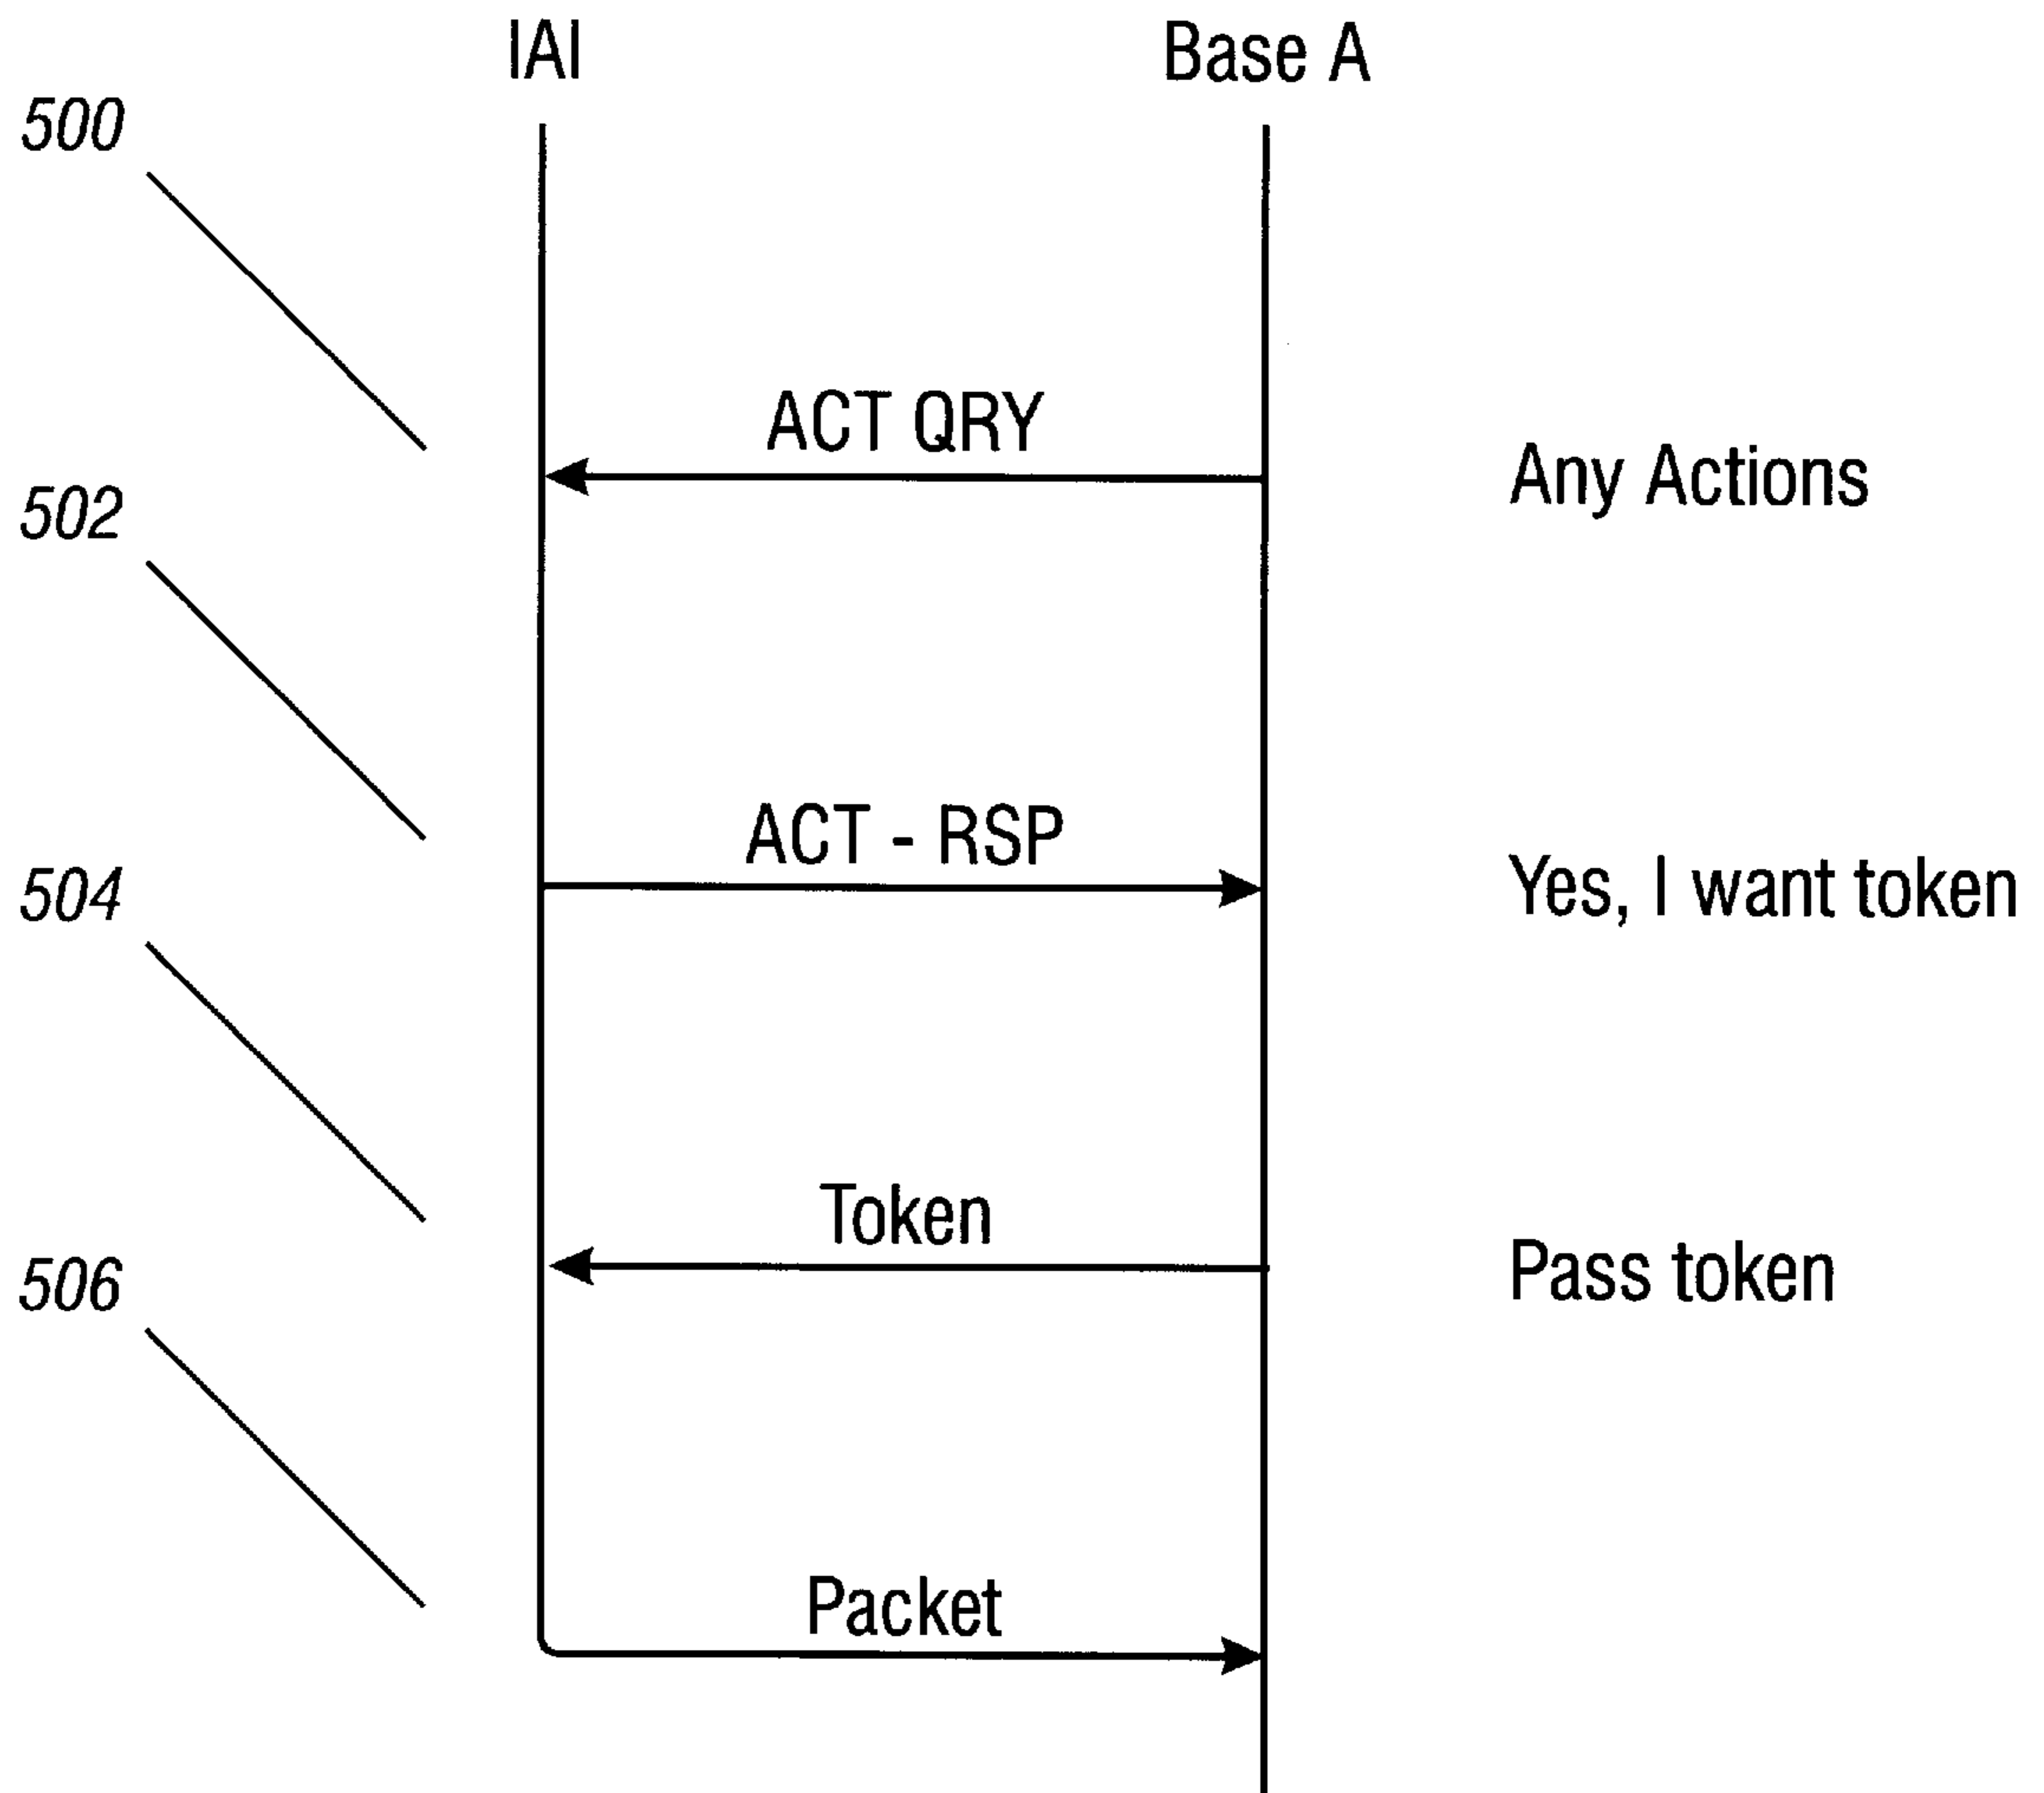 IAI Base A
500
ACT QRY
Any Actions
502
ACT - RSP
Yes, I want token
504
Token
Pass token
506
Packet